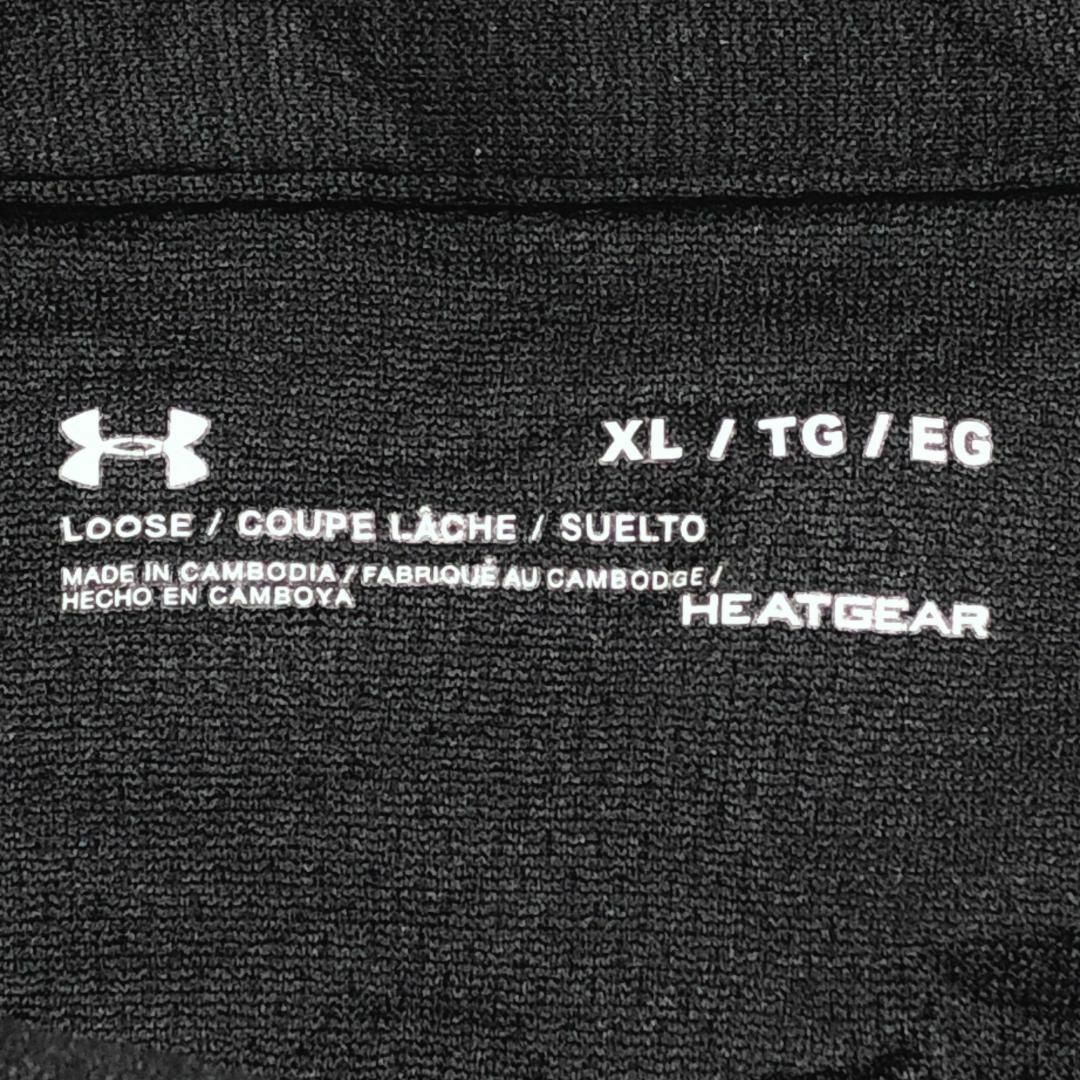 XL / TG / EG
LOOSE / COUPE LÂCHE / SUELTO
MADE IN CAMBODIA / FABRIQUÉ AU CAMBODGE /
HECHO EN CAMBOYA
HEATGEAR